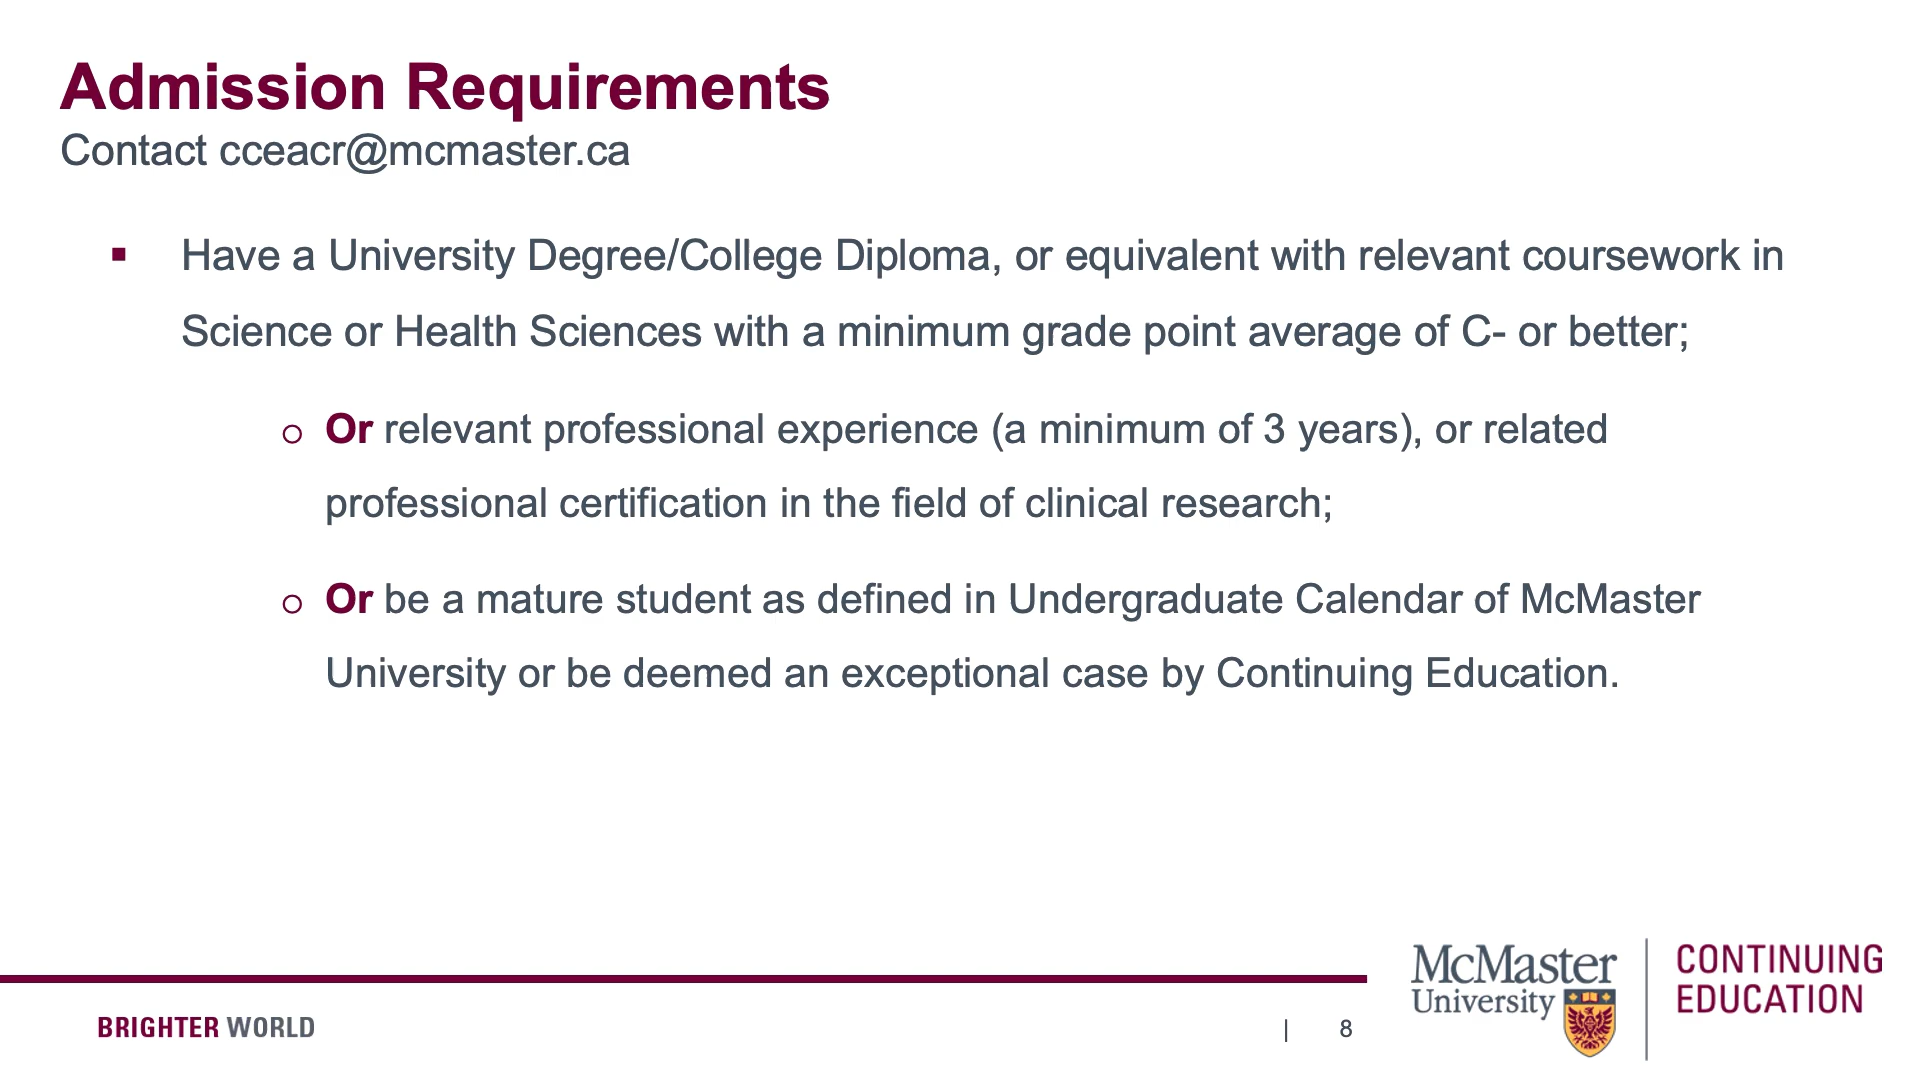 Admission Requirements
Contact cceacr@mcmaster.ca
▪ Have a University Degree/College Diploma, or equivalent with relevant coursework in
Science or Health Sciences with a minimum grade point average of C- or better;
o Or relevant professional experience (a minimum of 3 years), or related
professional certification in the field of clinical research;
o Or be a mature student as defined in Undergraduate Calendar of McMaster
University or be deemed an exceptional case by Continuing Education.
BRIGHTER WORLD
| 8
McMaster
University
CONTINUING
EDUCATION